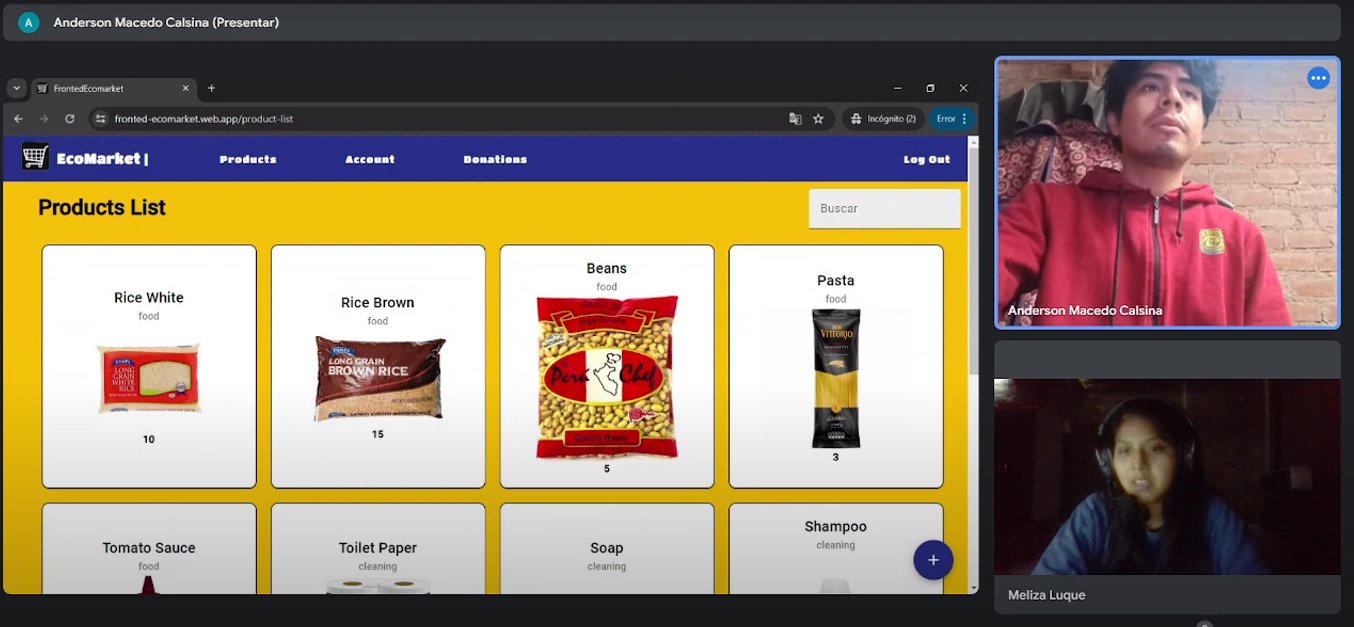 A Anderson Macedo Calsina (Presentar)
FrontedEcomarket
fronted-ecomarket.web.app/product-list
Incógnito (2)
Error
EcoMarket |
Products
Account
Donations
Log Out
Products List
Buscar
Rice White
food
LONG GRAIN WHITE RICE
10
Rice Brown
food
LONG GRAIN
BROWN RICE
15
Beans
food
Perú Chef
5
Pasta
food
DON
VITTORIO
3
Tomato Sauce
food
Toilet Paper
cleaning
Soap
cleaning
Shampoo
cleaning
+
Anderson Macedo Calsina
Meliza Luque